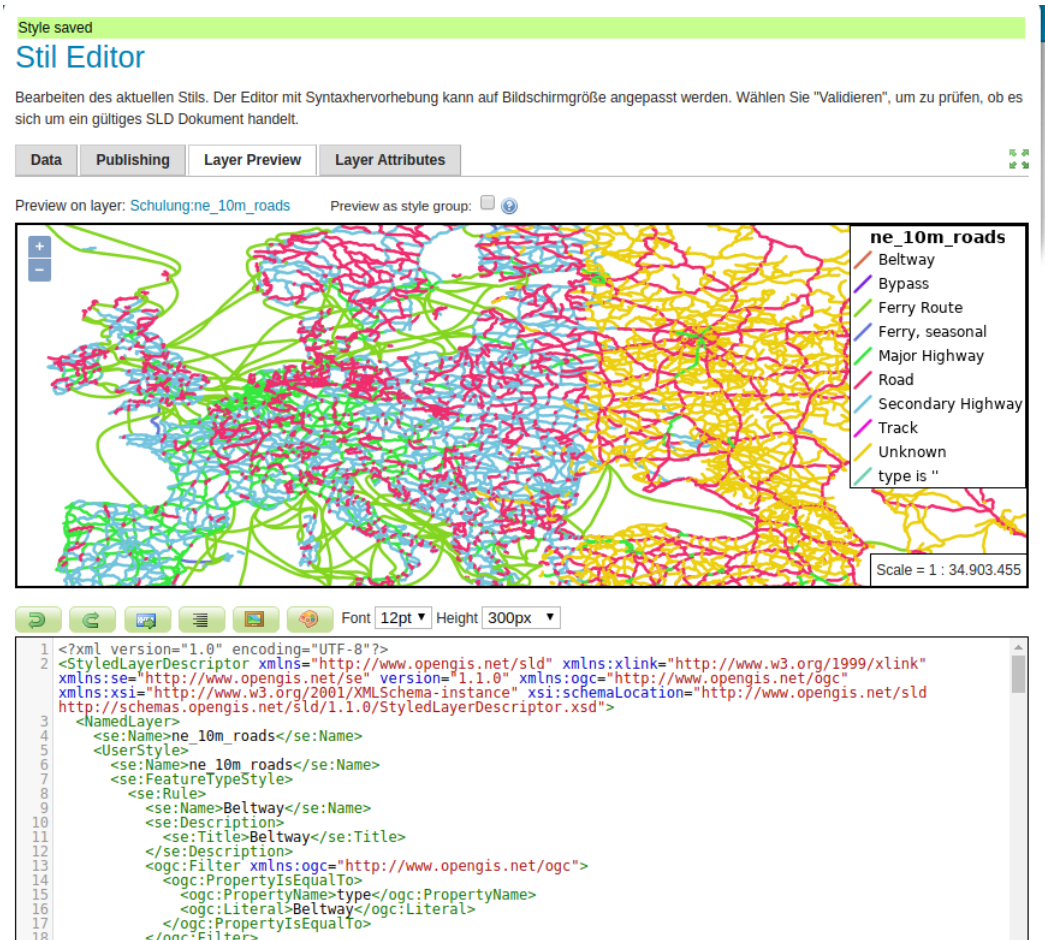 Style saved
Stil Editor
Bearbeiten des aktuellen Stils. Der Editor mit Syntaxhervorhebung kann auf Bildschirmgröße angepasst werden. Wählen Sie "Validieren", um zu prüfen, ob es
sich um ein gültiges SLD Dokument handelt.
Data Publishing Layer Preview Layer Attributes
Preview on layer: Schulung:ne_10m_roads Preview as style group:
+
−
ne_10m_roads
Beltway
Bypass
Ferry Route
Ferry, seasonal
Major Highway
Road
Secondary Highway
Track
Unknown
type is ''
Scale = 1 : 34.903.455
Font 12pt Height 300px
1 <?xml version="1.0" encoding="UTF-8"?>
2 <StyledLayerDescriptor xmlns="http://www.opengis.net/sld" xmlns:xlink="http://www.w3.org/1999/xlink"
xmlns:se="http://www.opengis.net/se" version="1.1.0" xmlns:ogc="http://www.opengis.net/ogc"
xmlns:xsi="http://www.w3.org/2001/XMLSchema-instance" xsi:schemaLocation="http://www.opengis.net/sld
http://schemas.opengis.net/sld/1.1.0/StyledLayerDescriptor.xsd">
3 <NamedLayer>
4 <se:Name>ne_10m_roads</se:Name>
5 <UserStyle>
6 <se:Name>ne_10m_roads</se:Name>
7 <se:FeatureTypeStyle>
8 <se:Rule>
9 <se:Name>Beltway</se:Name>
10 <se:Description>
11 <se:Title>Beltway</se:Title>
12 </se:Description>
13 <ogc:Filter xmlns:ogc="http://www.opengis.net/ogc">
14 <ogc:PropertyIsEqualTo>
15 <ogc:PropertyName>type</ogc:PropertyName>
16 <ogc:Literal>Beltway</ogc:Literal>
17 </ogc:PropertyIsEqualTo>
18 </ogc:Filter>